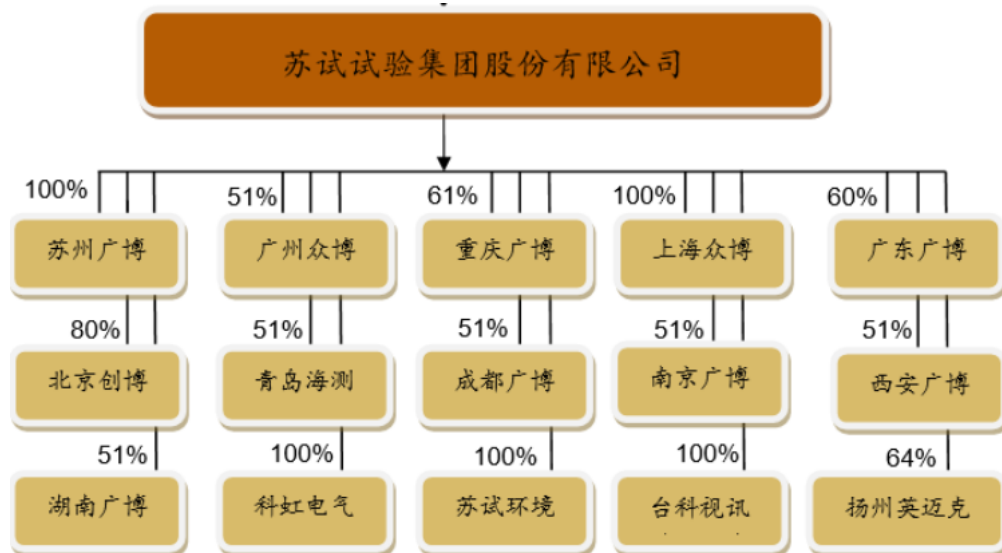 苏试试验集团股份有限公司
100% 51% 61% 100% 60%
苏州广博 广州众博 重庆广博 上海众博 广东广博
80% 51% 51% 51% 51%
北京创博 青岛海测 成都广博 南京广博 西安广博
51% 100% 100% 100% 64%
湖南广博 科虹电气 苏试环境 台科视讯 扬州英迈克